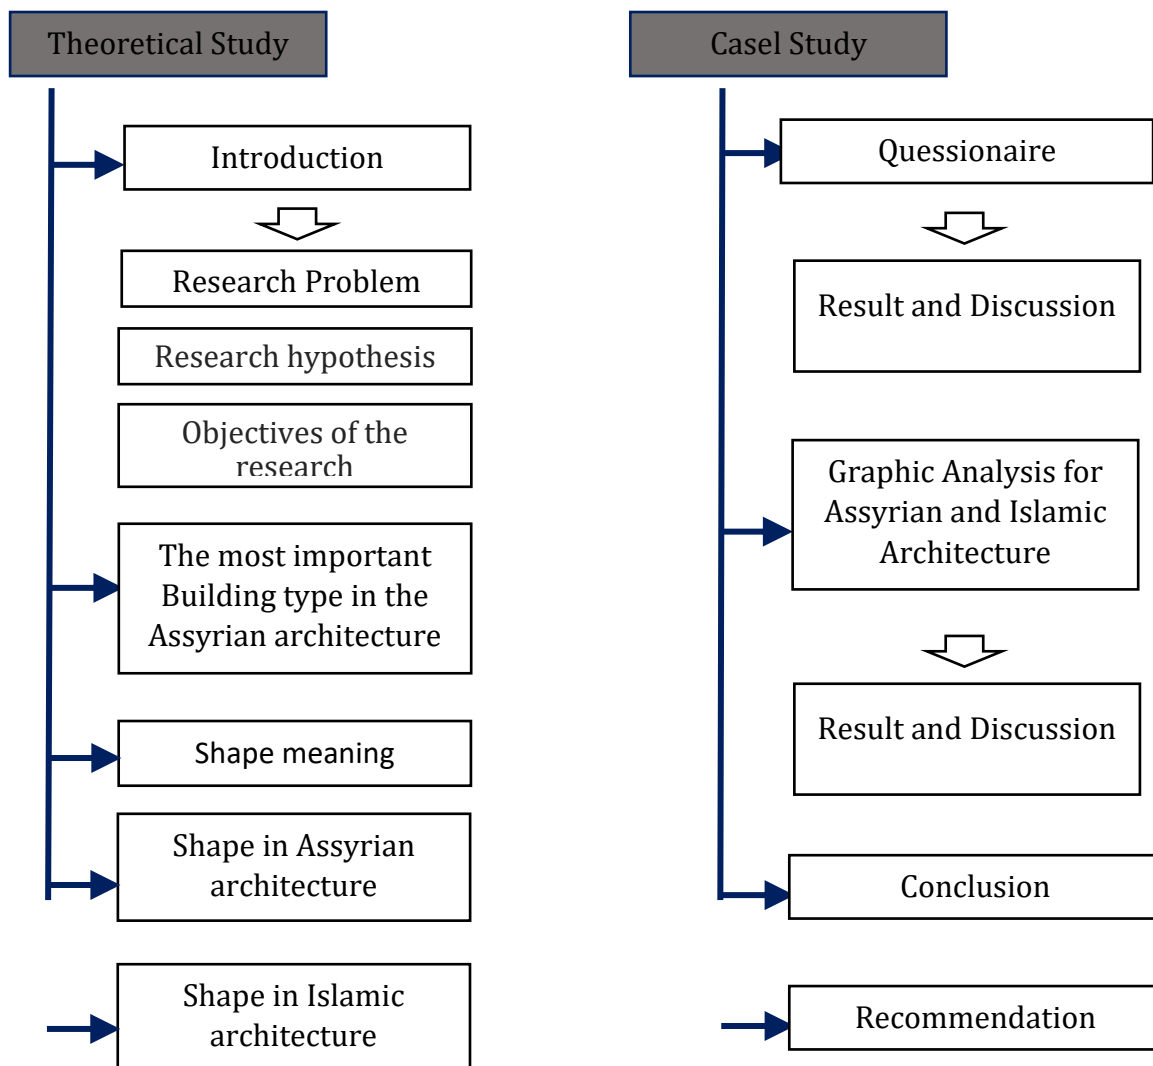 Theoretical Study
Introduction
Research Problem
Research hypothesis
Objectives of the
research
The most important
Building type in the
Assyrian architecture
Shape meaning
Shape in Assyrian
architecture
Shape in Islamic
architecture
Casel Study
Quessionaire
Result and Discussion
Graphic Analysis for
Assyrian and Islamic
Architecture
Result and Discussion
Conclusion
Recommendation